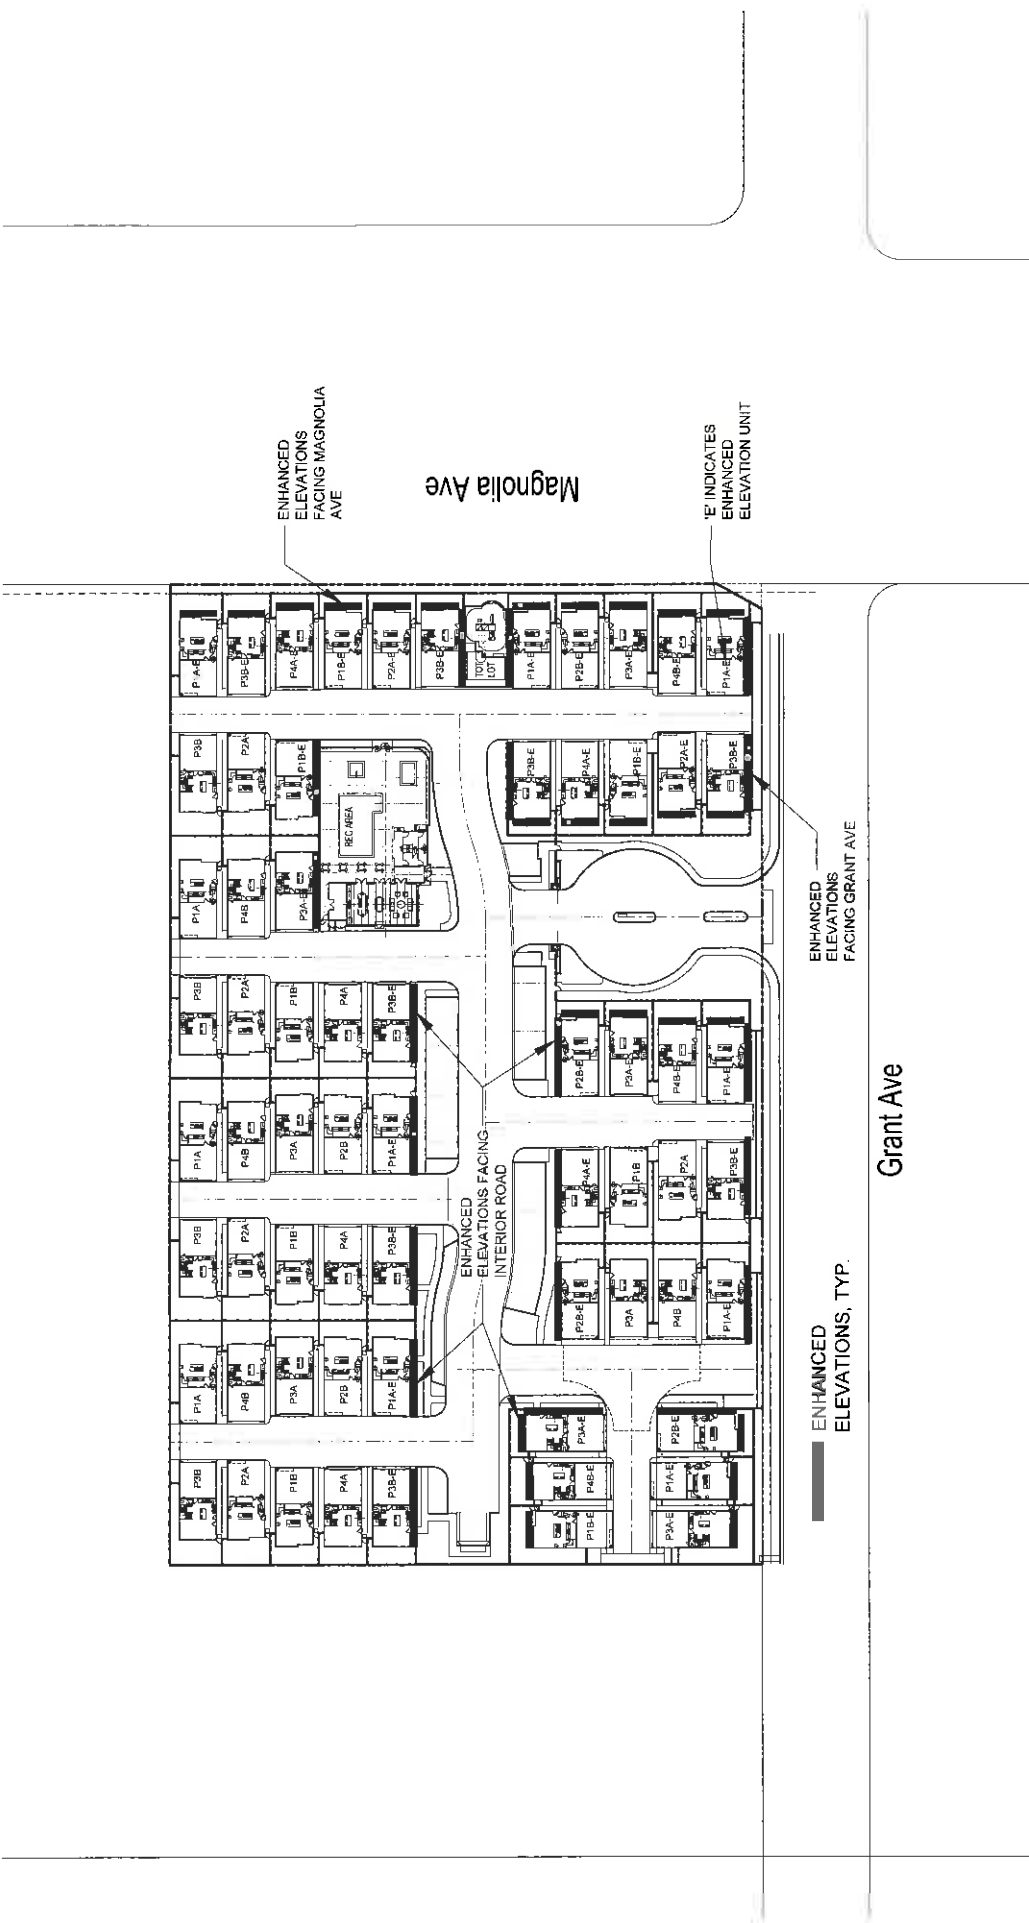 ENHANCED
ELEVATIONS
FACING MAGNOLIA
AVE
Magnolia Ave
'E' INDICATES
ENHANCED
ELEVATION UNIT
P1A-E
P3B-E
P4A-E
P1B-E
P2A-E
P3B-E
TOT
LOT
P1A-E
P2B-E
P3A-E
P4B-E
P1A-E
P3B
P2A
P1B-E
REC AREA
P3B-E
P4A-E
P1B-E
P2A-E
P3B-E
P1A
P4B
P3A-E
ENHANCED
ELEVATIONS
FACING GRANT AVE
P3B
P2A
P1B
P4A
P3B-E
P2B-E
P3A-E
P4B-E
P1A-E
P1A
P4B
P3A
P2B
P1A-E
ENHANCED
ELEVATIONS FACING
INTERIOR ROAD
P4A-E
P1B
P2A
P3B-E
Grant Ave
P3B
P2A
P1B
P4A
P3B-E
P2B-E
P3A
P4B
P1A-E
P1A
P4B
P3A
P2B
P1A-E
P3A-E
P2B-E
P4B-E
P1A-E
P1B-E
P3A-E
P3B
P2A
P1B
P4A
P3B-E
ENHANCED
ELEVATIONS, TYP.